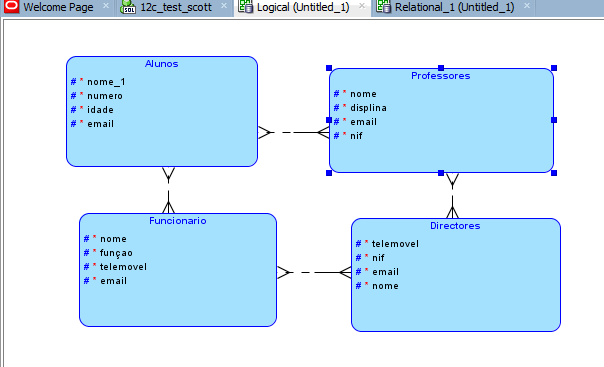 Welcome Page
12c_test_scott
Logical (Untitled_1)
Relational_1 (Untitled_1)
SQL
Alunos
# * nome_1
# * numero
# * idade
# * email
Professores
# * nome
# * displina
# * email
# * nif
Funcionario
# * nome
# * funçao
# * telemovel
# * email
Directores
# * telemovel
# * nif
# * email
# * nome